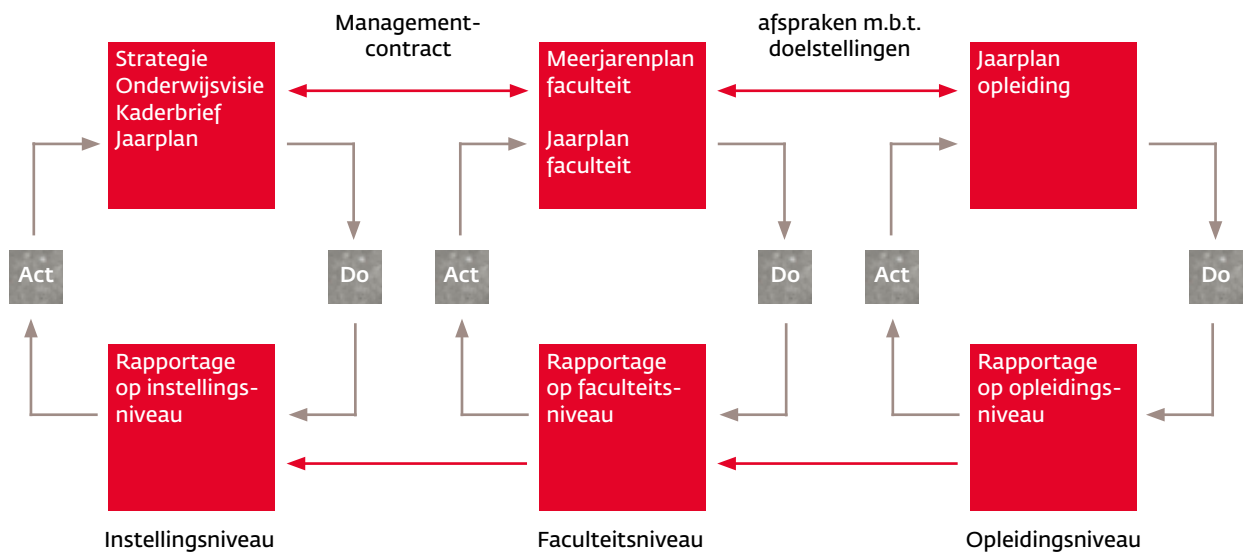 Management-
contract
afspraken m.b.t.
doelstellingen
Strategie
Onderwijsvisie
Kaderbrief
Jaarplan
Meerjarenplan
faculteit
Jaarplan
faculteit
Jaarplan
opleiding
Act
Do
Act
Do
Act
Do
Rapportage
op instellings-
niveau
Rapportage
op faculteits-
niveau
Rapportage
op opleidings-
niveau
Instellingsniveau
Faculteitsniveau
Opleidingsniveau